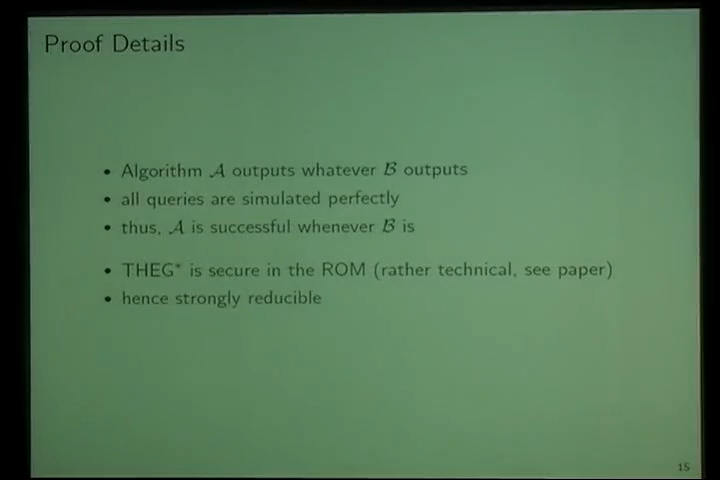 Proof Details
• Algorithm 𝒜 outputs whatever ℬ outputs
• all queries are simulated perfectly
• thus, 𝒜 is successful whenever ℬ is
• THEG* is secure in the ROM (rather technical, see paper)
• hence strongly reducible
15